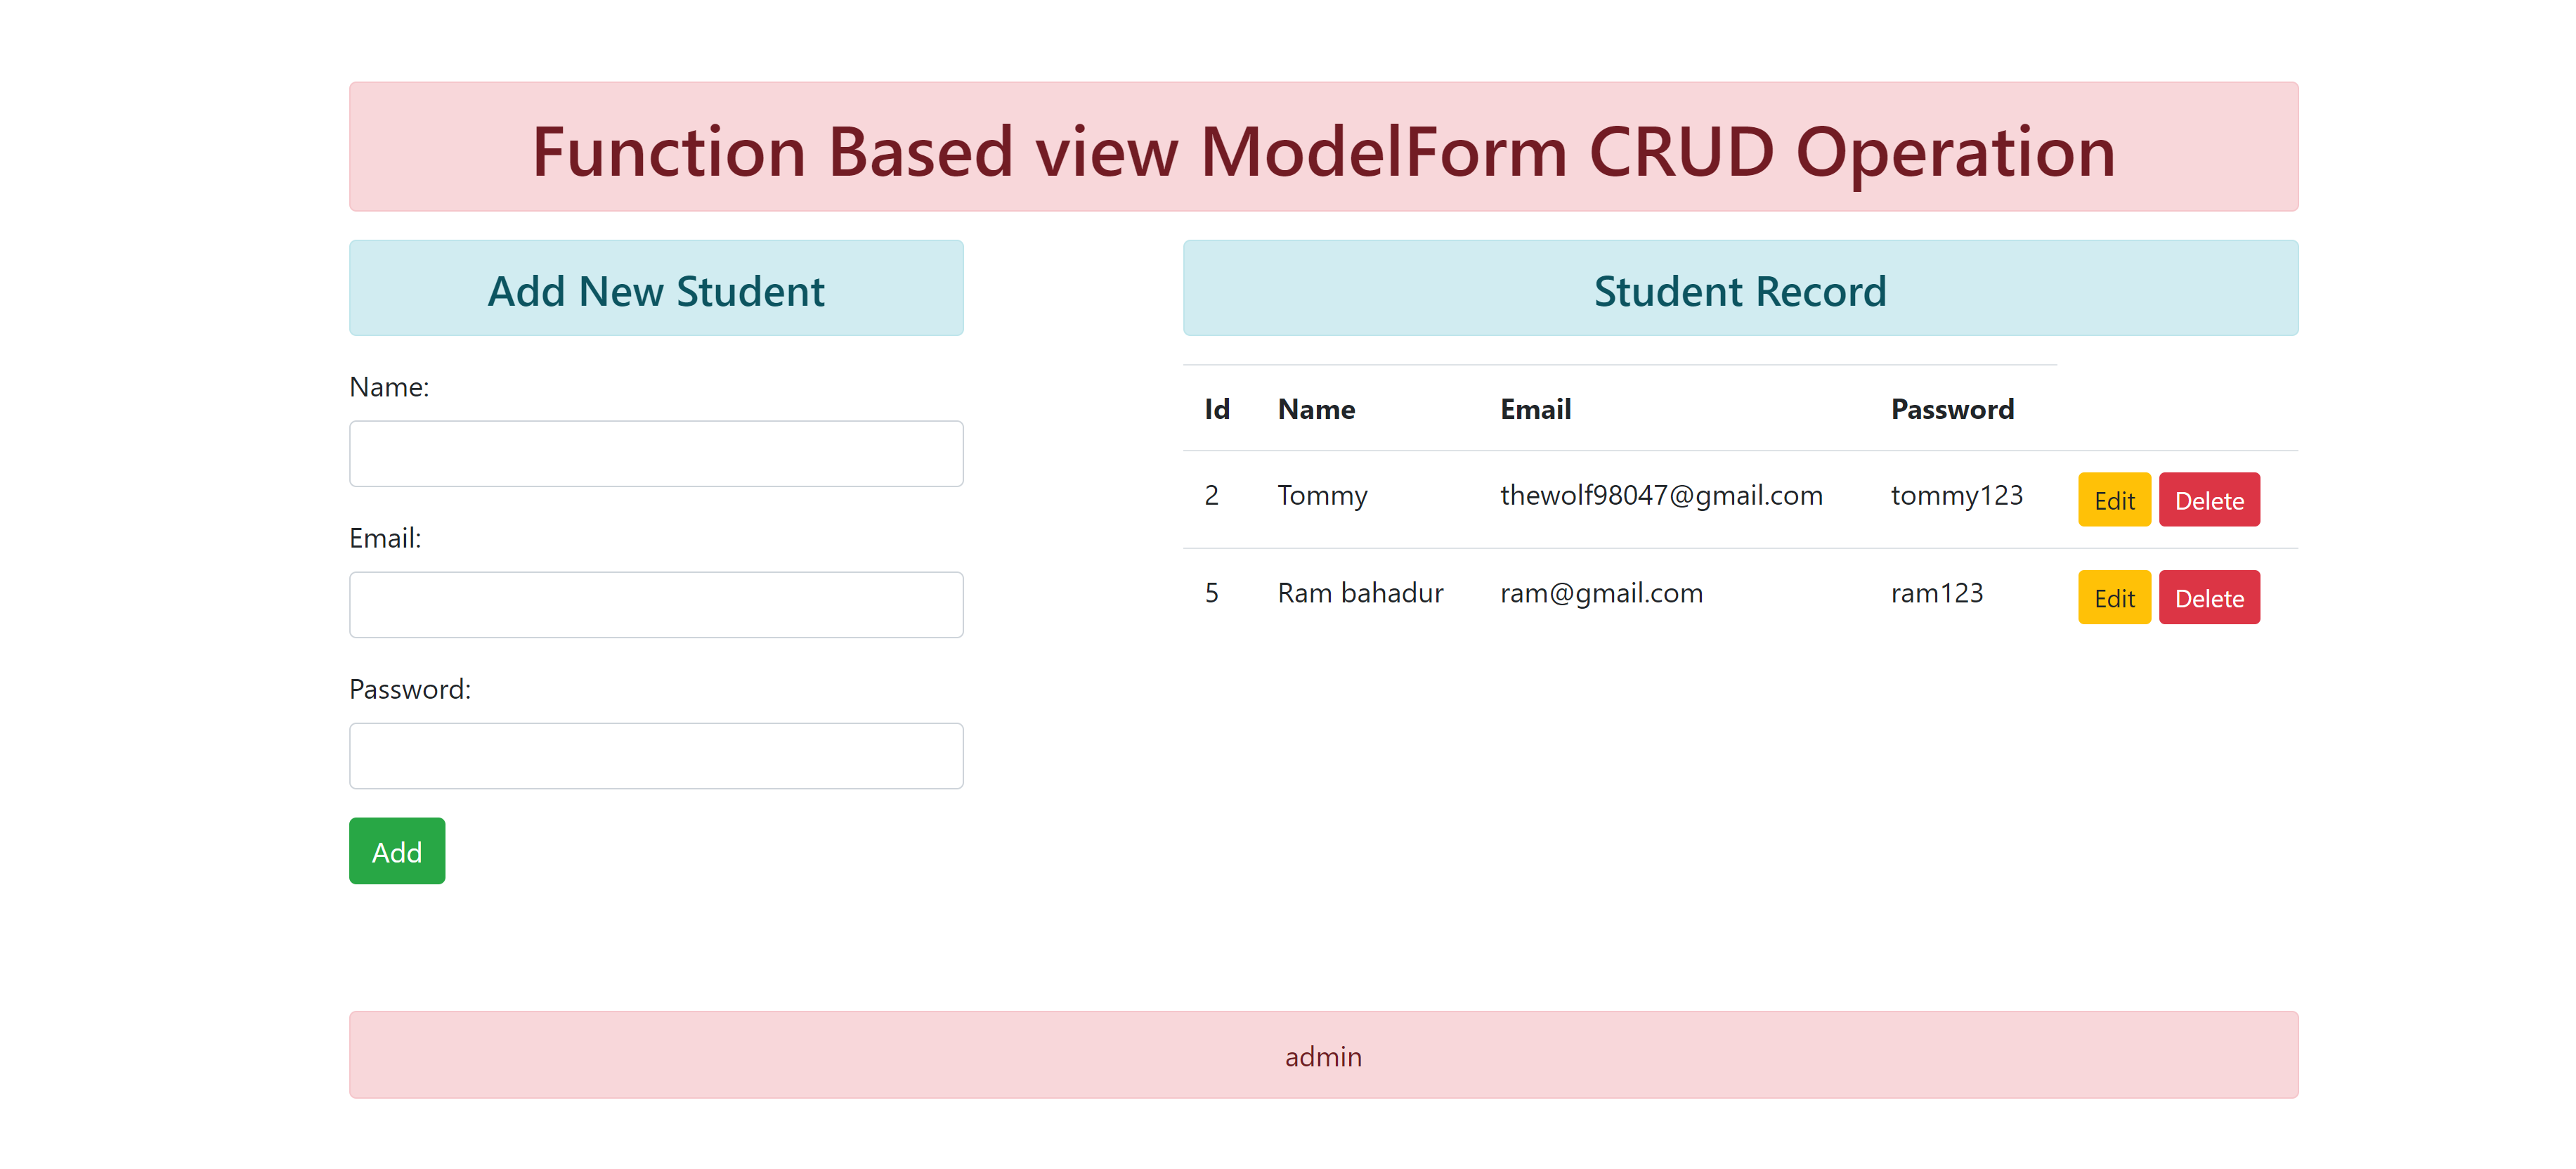 Function Based view ModelForm CRUD Operation
Add New Student
Name:
Email:
Password:
Add
Student Record
Id Name Email Password
2 Tommy thewolf98047@gmail.com tommy123 Edit Delete
5 Ram bahadur ram@gmail.com ram123 Edit Delete
admin